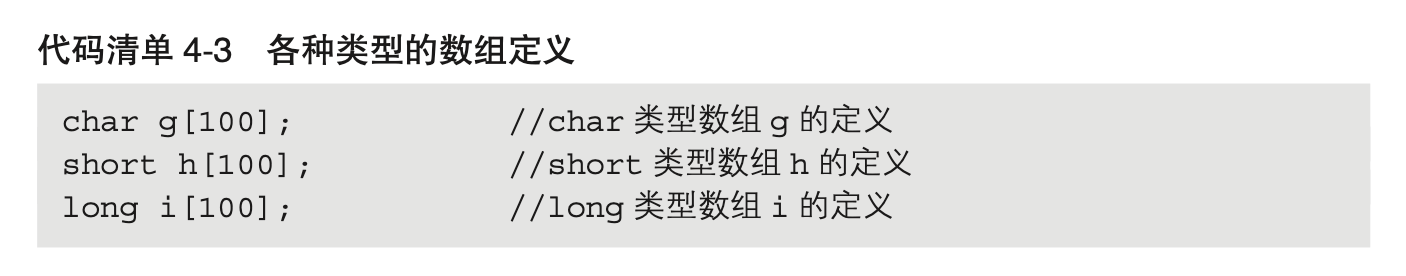 代码清单 4-3 各种类型的数组定义
char g[100]; //char 类型数组 g 的定义
short h[100]; //short 类型数组 h 的定义
long i[100]; //long 类型数组 i 的定义